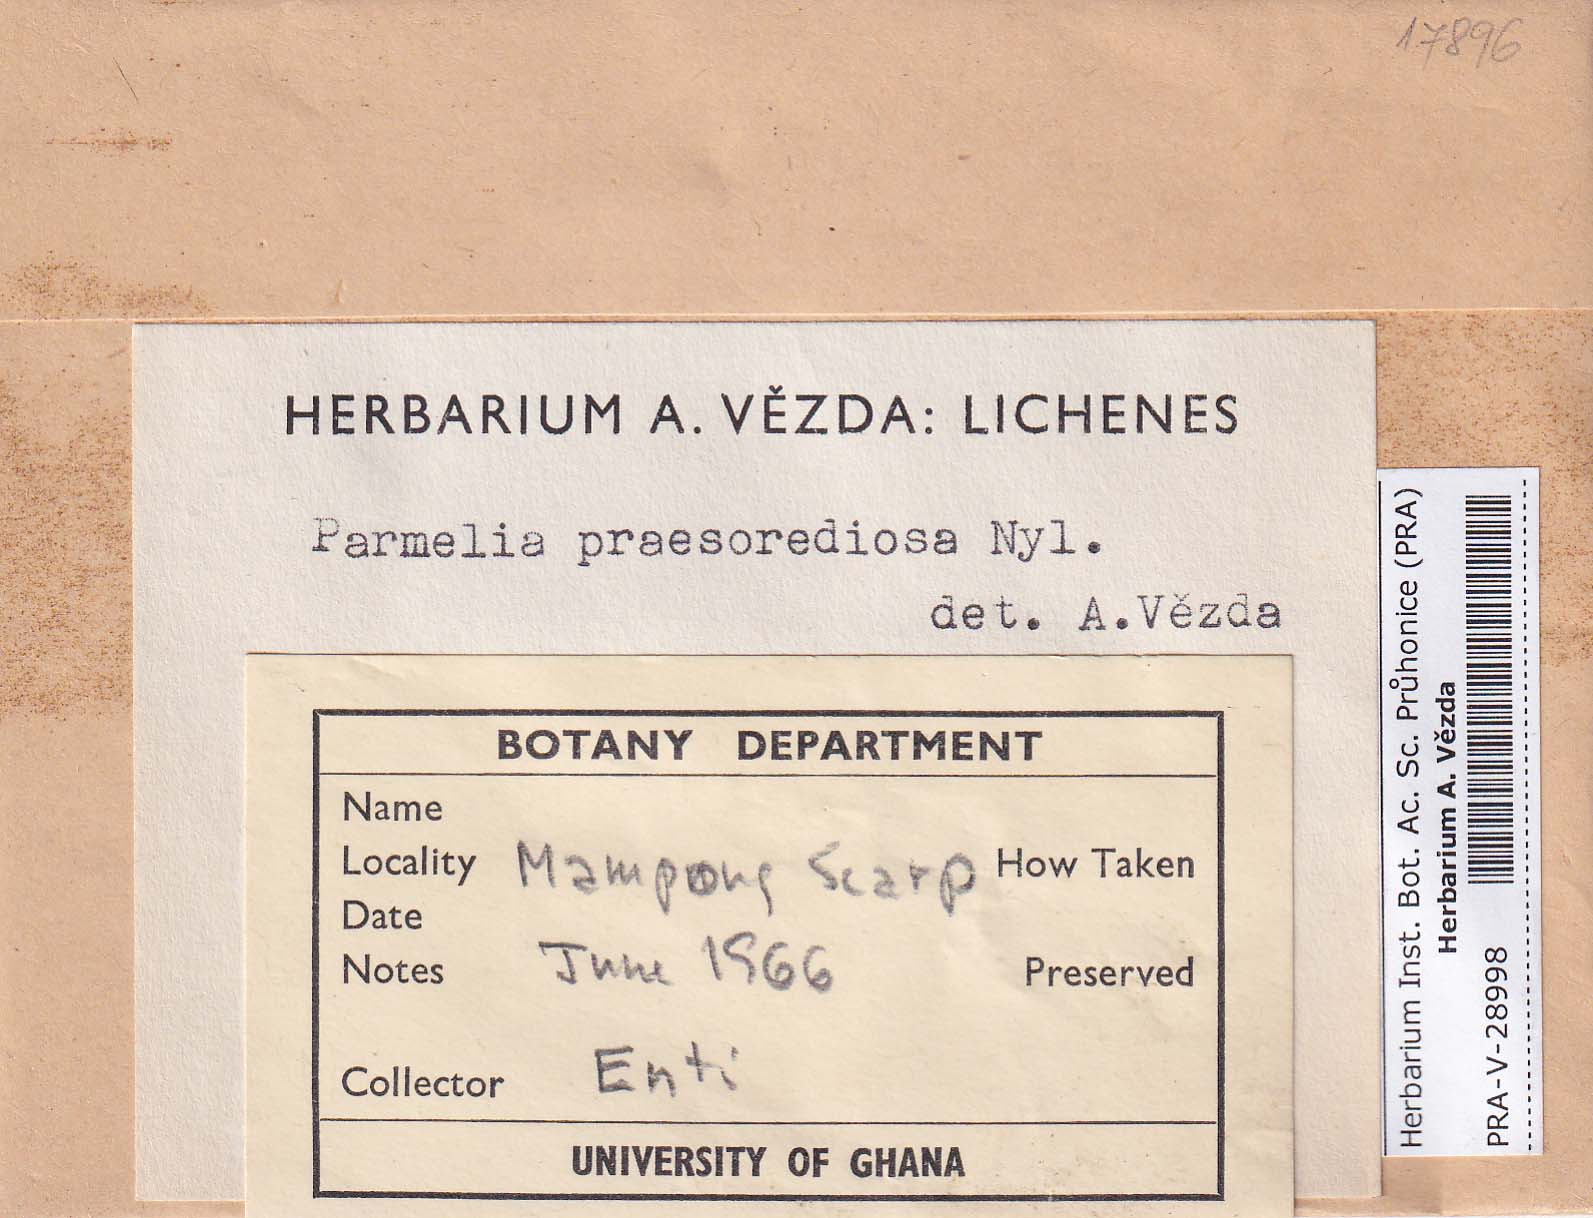 17896
HERBARIUM A. VĚZDA: LICHENES
Parmelia praesorediosa Nyl.
det. A.Vězda
BOTANY DEPARTMENT
Name
Locality Mampong Scarp How Taken
Date
Notes June 1966 Preserved
Collector Enti
UNIVERSITY OF GHANA
Herbarium Inst. Bot. Ac. Sc. Průhonice (PRA)
Herbarium A. Vězda
PRA-V-28998